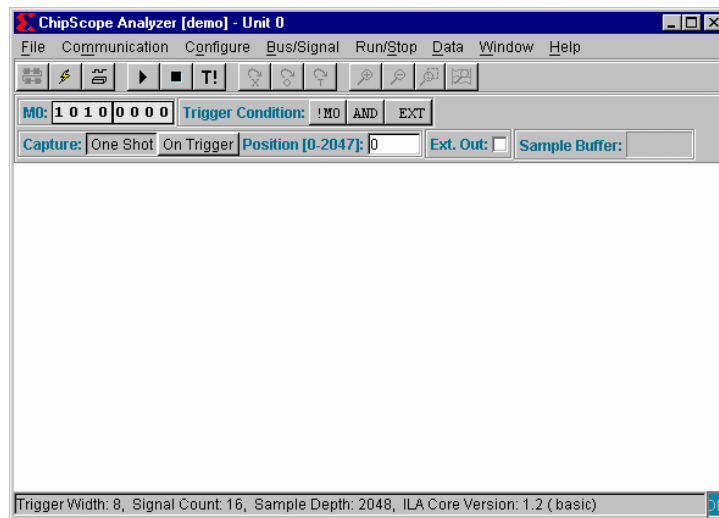 ChipScope Analyzer [demo] - Unit 0
File Communication Configure Bus/Signal Run/Stop Data Window Help
T! X T
M0: 1 0 1 0 0 0 0 0 Trigger Condition: !M0 AND EXT
Capture: One Shot On Trigger Position [0-2047]: 0 Ext. Out: Sample Buffer:
Trigger Width: 8, Signal Count: 16, Sample Depth: 2048, ILA Core Version: 1.2 ( basic)